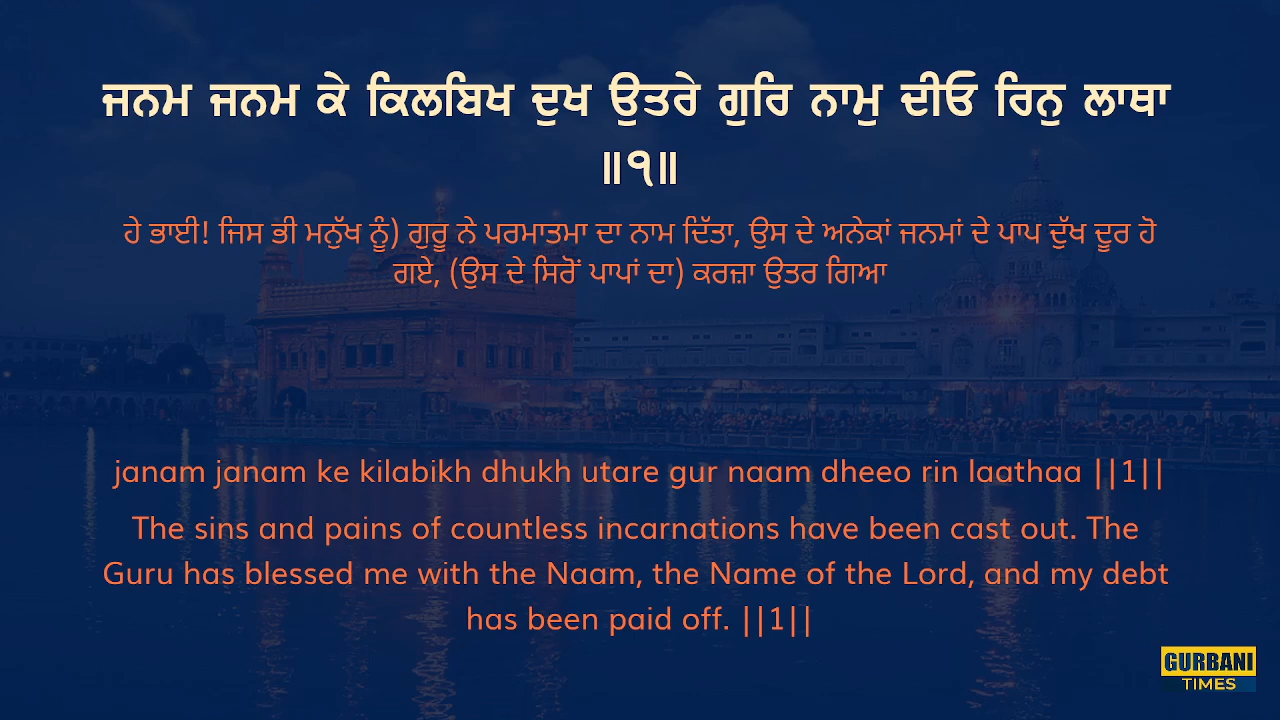 ਜਨਮ ਜਨਮ ਕੇ ਕਿਲਬਿਖ ਦੁਖ ਉਤਰੇ ਗੁਰਿ ਨਾਮੁ ਦੀਓ ਰਿਨੁ ਲਾਥਾ
॥੧॥
ਹੇ ਭਾਈ! ਜਿਸ ਭੀ ਮਨੁੱਖ ਨੂੰ) ਗੁਰੂ ਨੇ ਪਰਮਾਤਮਾ ਦਾ ਨਾਮ ਦਿੱਤਾ, ਉਸ ਦੇ ਅਨੇਕਾਂ ਜਨਮਾਂ ਦੇ ਪਾਪ ਦੁੱਖ ਦੂਰ ਹੋ
ਗਏ, (ਉਸ ਦੇ ਸਿਰੋਂ ਪਾਪਾਂ ਦਾ) ਕਰਜ਼ਾ ਉਤਰ ਗਿਆ
janam janam ke kilabikh dhukh utare gur naam dheeo rin laathaa ||1||
The sins and pains of countless incarnations have been cast out. The
Guru has blessed me with the Naam, the Name of the Lord, and my debt
has been paid off. ||1||
GURBANI
TIMES